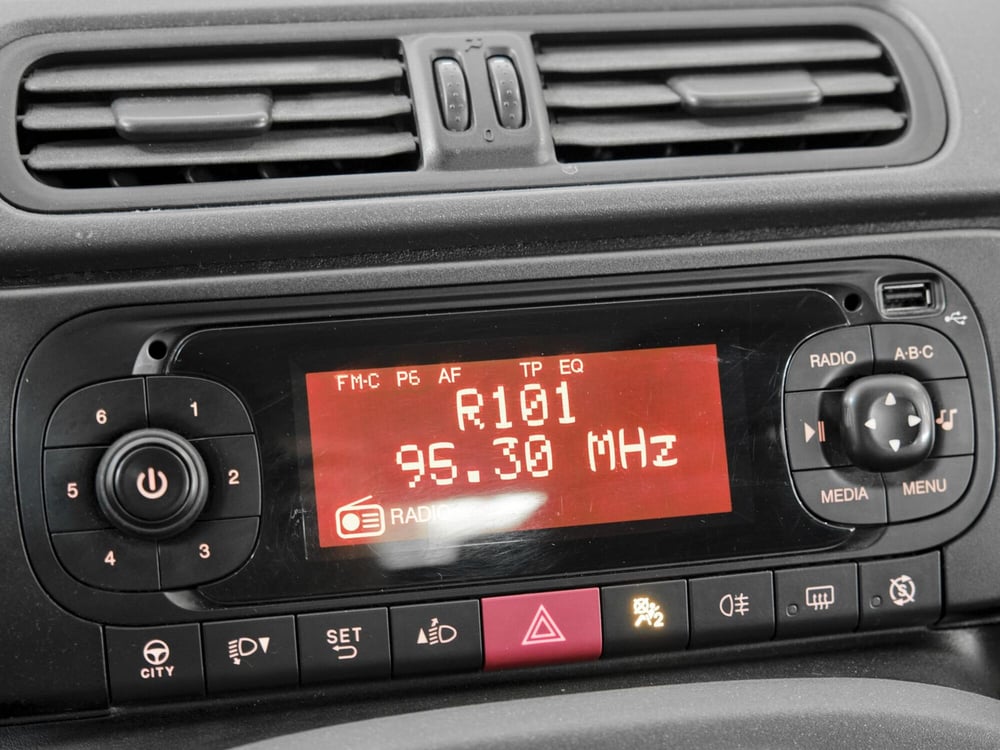 FM-C P6 AF TP EQ
R101
95.30 MHz
RADIO
6 1
5 2
4 3
RADIO A·B·C
MEDIA MENU
CITY
SET
2